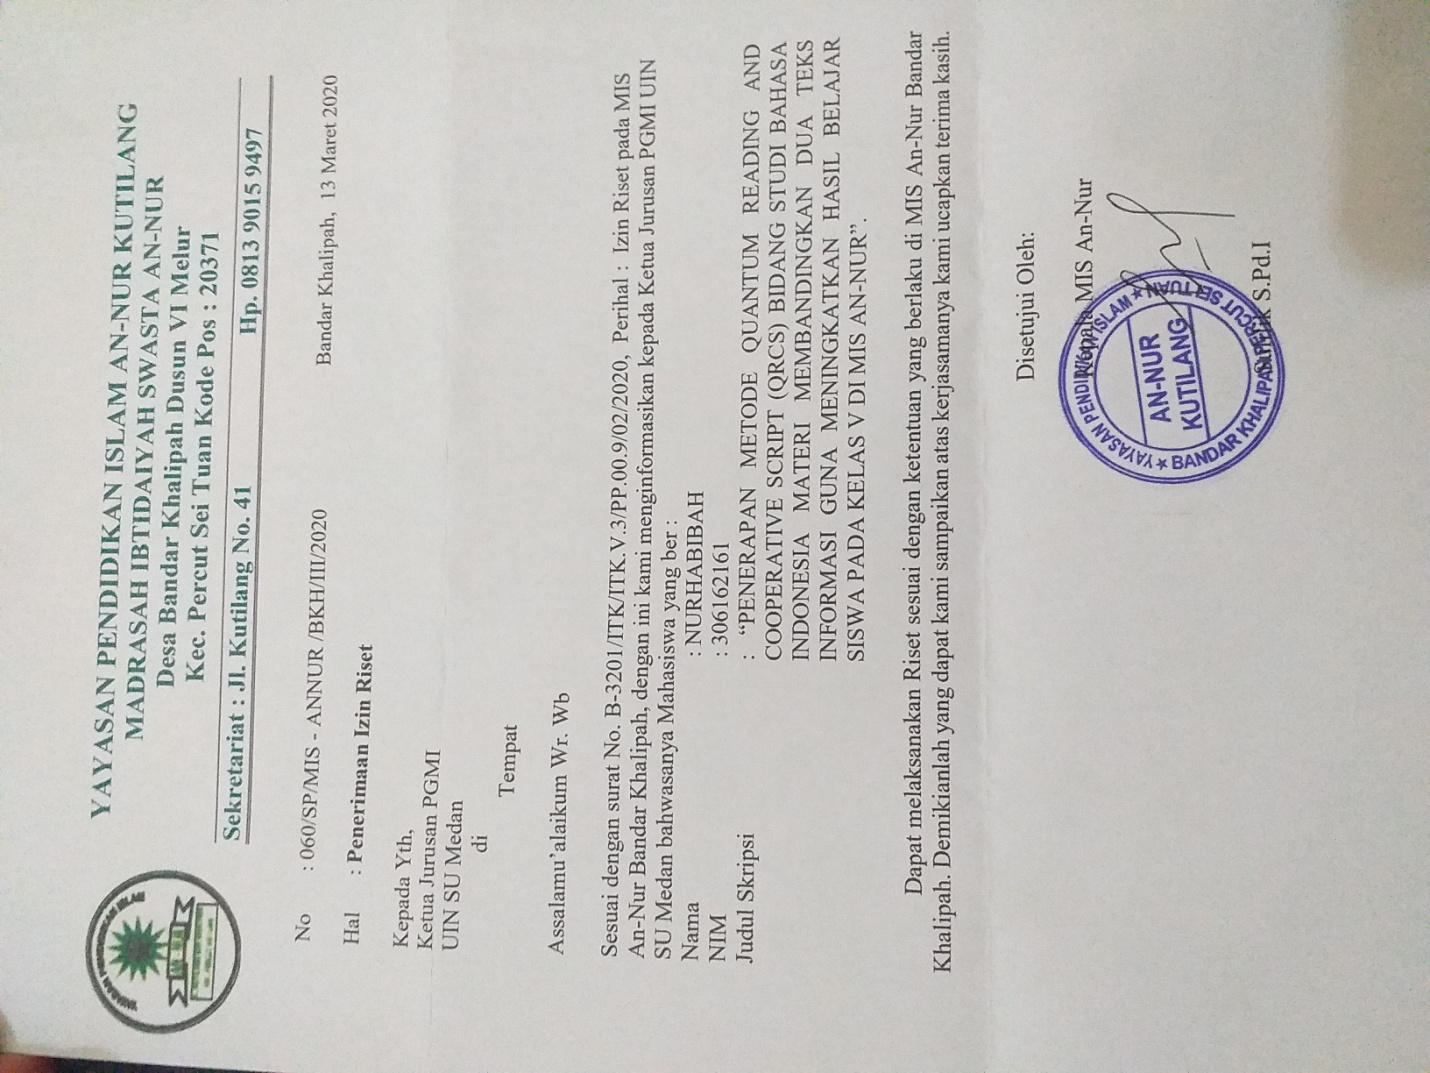 YAYASAN PENDIDIKAN ISLAM AN-NUR KUTILANG
MADRASAH IBTIDAIYAH SWASTA AN-NUR
Desa Bandar Khalipah Dusun VI Melur
Kec. Percut Sei Tuan Kode Pos : 20371
Sekretariat : Jl. Kutilang No. 41 Hp. 0813 9015 9497
No : 060/SP/MIS - ANNUR /BKH/III/2020 Bandar Khalipah, 13 Maret 2020
Hal : Penerimaan Izin Riset
Kepada Yth,
Ketua Jurusan PGMI
UIN SU Medan
di
Tempat
Assalamu’alaikum Wr. Wb
Sesuai dengan surat No. B-3201/ITK/ITK.V.3/PP.00.9/02/2020, Perihal : Izin Riset pada MIS
An-Nur Bandar Khalipah, dengan ini kami menginformasikan kepada Ketua Jurusan PGMI UIN
SU Medan bahwasanya Mahasiswa yang ber :
Nama : NURHABIBAH
NIM : 306162161
Judul Skripsi : “PENERAPAN METODE QUANTUM READING AND
COOPERATIVE SCRIPT (QRCS) BIDANG STUDI BAHASA
INDONESIA MATERI MEMBANDINGKAN DUA TEKS
INFORMASI GUNA MENINGKATKAN HASIL BELAJAR
SISWA PADA KELAS V DI MIS AN-NUR”.
Dapat melaksanakan Riset sesuai dengan ketentuan yang berlaku di MIS An-Nur Bandar
Khalipah. Demikianlah yang dapat kami sampaikan atas kerjasamanya kami ucapkan terima kasih.
Disetujui Oleh:
Kepala MIS An-Nur
YAYASAN PENDIDIKAN ISLAM
AN-NUR
KUTILANG
BANDAR KHALIPAH PERCUT SEI TUAN
S.Pd.I